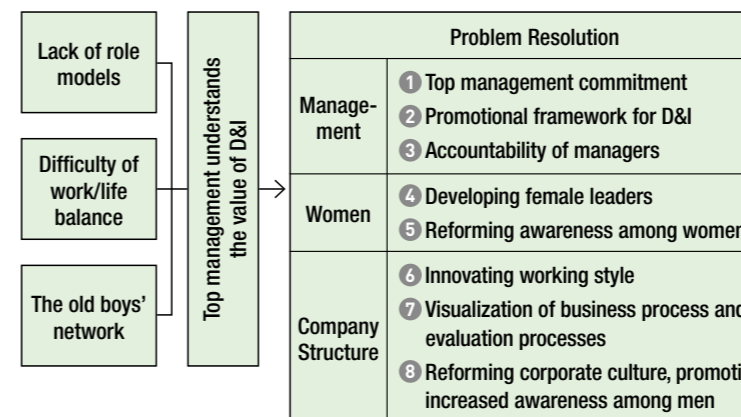 Lack of role
models
Difficulty of
work/life
balance
The old boys'
network
Top management understands
the value of D&I
Problem Resolution
Manage-
ment
1 Top management commitment
2 Promotional framework for D&I
3 Accountability of managers
Women
4 Developing female leaders
5 Reforming awareness among
Company
Structure
6 Innovating working style
7 Visualization of business process and
evaluation processes
8 Reforming corporate culture,
increased awareness among men